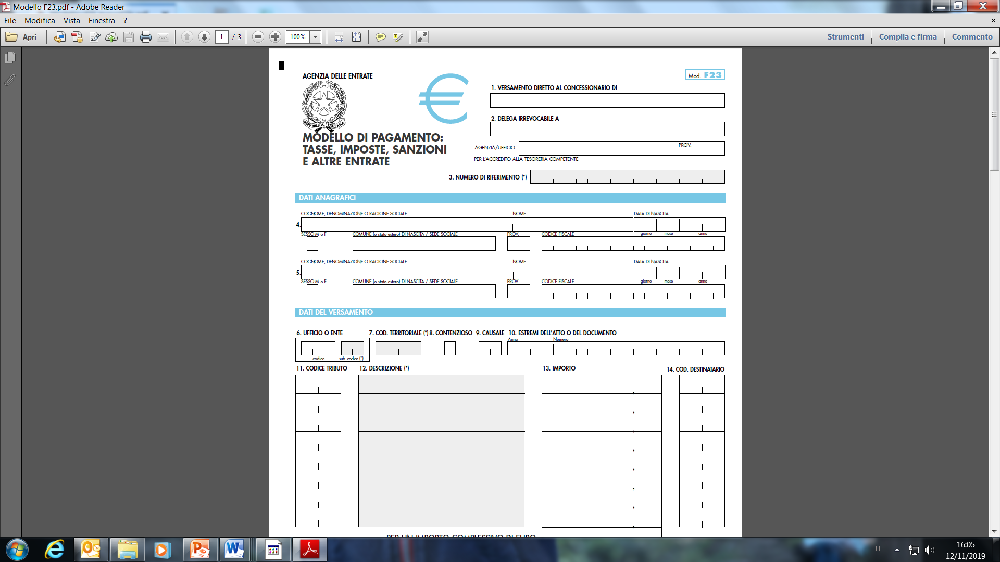 Modello F23.pdf - Adobe Reader
File Modifica Vista Finestra ?
Apri 1 / 3 100% Strumenti Compila e firma Commento
AGENZIA DELLE ENTRATE
REPVBBLICA ITALIANA
MODELLO DI PAGAMENTO:
TASSE, IMPOSTE, SANZIONI
E ALTRE ENTRATE
Mod. F23
1. VERSAMENTO DIRETTO AL CONCESSIONARIO DI
2. DELEGA IRREVOCABILE A
AGENZIA/UFFICIO PROV.
PER L'ACCREDITO ALLA TESORERIA COMPETENTE
3. NUMERO DI RIFERIMENTO (*)
DATI ANAGRAFICI
COGNOME, DENOMINAZIONE O RAGIONE SOCIALE NOME DATA DI NASCITA
4.
giorno mese anno
SESSO M o F COMUNE (o stato estero) DI NASCITA / SEDE SOCIALE PROV. CODICE FISCALE
COGNOME, DENOMINAZIONE O RAGIONE SOCIALE NOME DATA DI NASCITA
5.
giorno mese anno
SESSO M o F COMUNE (o stato estero) DI NASCITA / SEDE SOCIALE PROV. CODICE FISCALE
DATI DEL VERSAMENTO
6. UFFICIO O ENTE 7. COD. TERRITORIALE (*) 8. CONTENZIOSO 9. CAUSALE 10. ESTREMI DELL'ATTO O DEL DOCUMENTO
Anno Numero
codice sub. codice (*)
11. CODICE TRIBUTO 12. DESCRIZIONE (*) 13. IMPORTO 14. COD. DESTINATARIO
,
,
,
,
,
,
,
,
PER UN IMPORTO COMPLESSIVO DI EURO
IT 16:05
12/11/2019